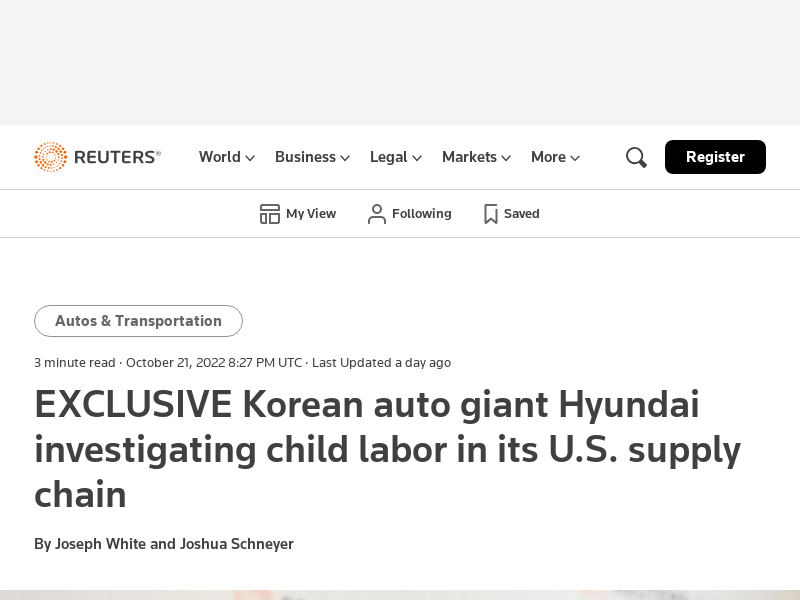 REUTERS®
World
Business
Legal
Markets
More
Register
My View
Following
Saved
Autos & Transportation
3 minute read · October 21, 2022 8:27 PM UTC · Last Updated a day ago
EXCLUSIVE Korean auto giant Hyundai
investigating child labor in its U.S. supply
chain
By Joseph White and Joshua Schneyer